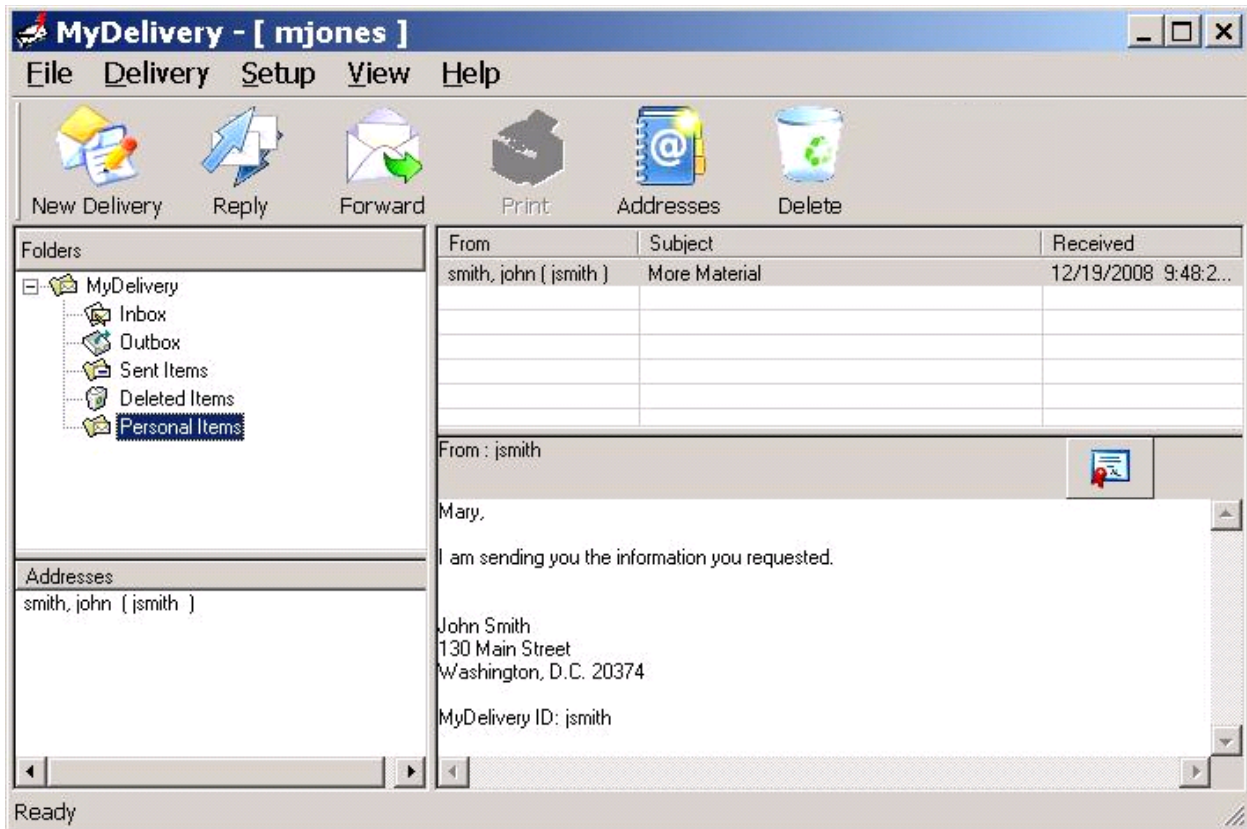 MyDelivery - [ mjones ]
File Delivery Setup View Help
New Delivery Reply Forward Print Addresses Delete
Folders
MyDelivery
Inbox
Outbox
Sent Items
Deleted Items
Personal Items
Addresses
smith, john ( jsmith )
From Subject Received
smith, john ( jsmith ) More Material 12/19/2008 9:48:2...
From : jsmith
Mary,
I am sending you the information you requested.
John Smith
130 Main Street
Washington, D.C. 20374
MyDelivery ID: jsmith
Ready